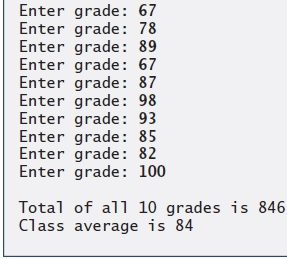 Enter grade: 67
Enter grade: 78
Enter grade: 89
Enter grade: 67
Enter grade: 87
Enter grade: 98
Enter grade: 93
Enter grade: 85
Enter grade: 82
Enter grade: 100
Total of all 10 grades is 846
Class average is 84